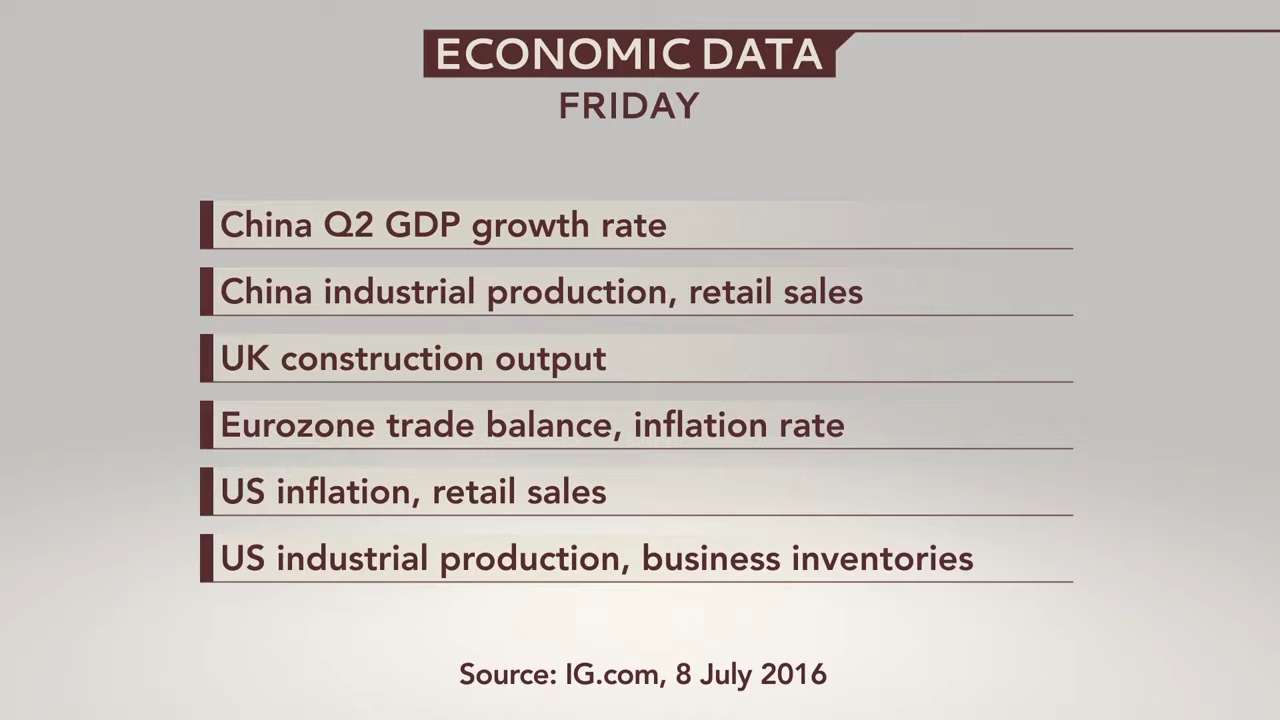 ECONOMIC DATA
FRIDAY
China Q2 GDP growth rate
China industrial production, retail sales
UK construction output
Eurozone trade balance, inflation rate
US inflation, retail sales
US industrial production, business inventories
Source: IG.com, 8 July 2016